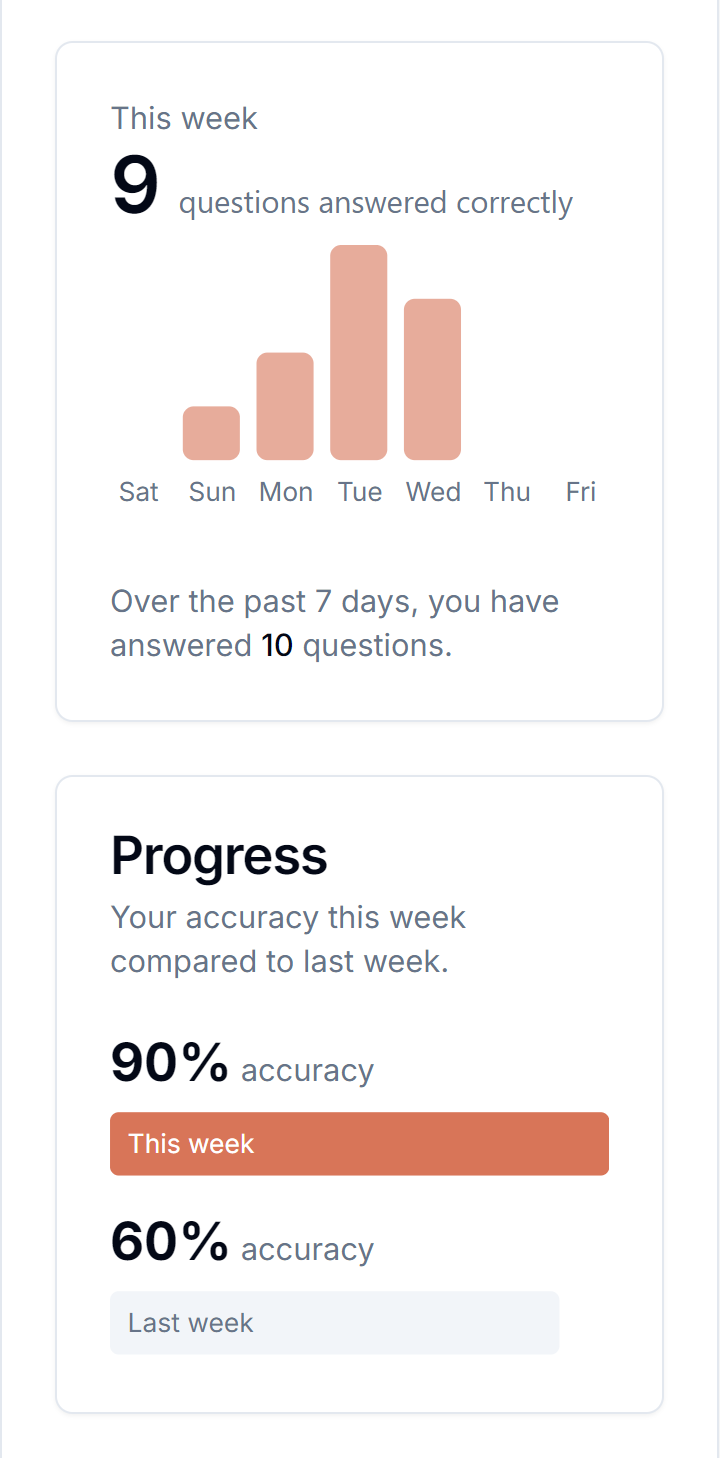 This week
9 questions answered correctly
Sat Sun Mon Tue Wed Thu Fri
Over the past 7 days, you have
answered 10 questions.
Progress
Your accuracy this week
compared to last week.
90% accuracy
This week
60% accuracy
Last week